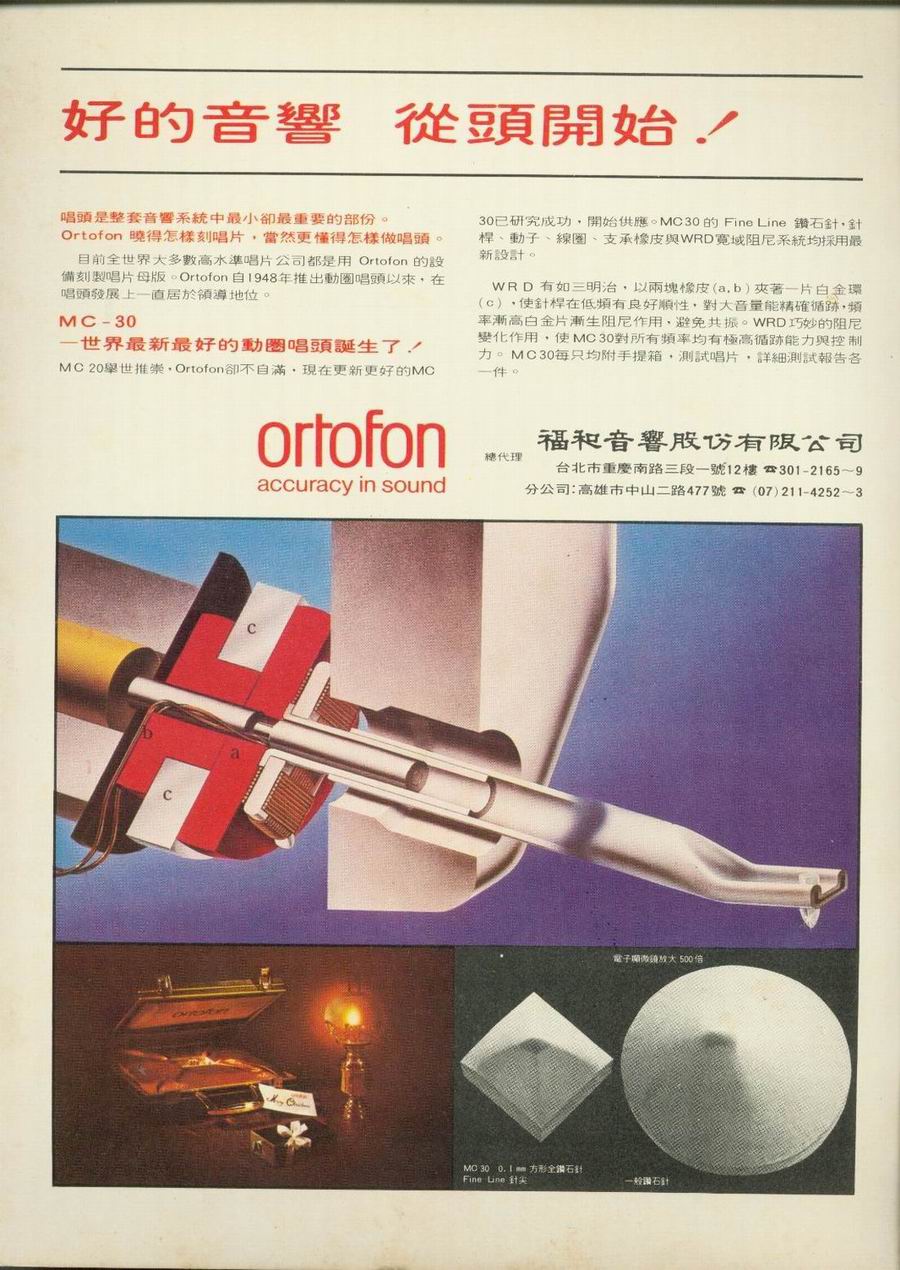 好的音響 從頭開始！
唱頭是整套音響系統中最小卻最重要的部份。
Ortofon 曉得怎樣刻唱片，當然更懂得怎樣做唱頭。
目前全世界大多數高水準唱片公司都是用 Ortofon 的設
備刻製唱片母版。Ortofon 自1948年推出動圈唱頭以來，在
唱頭發展上一直居於領導地位。
MC-30
一世界最新最好的動圈唱頭誕生了！
MC 20舉世推崇，Ortofon卻不自滿，現在更新更好的MC
30已研究成功，開始供應。MC30 的 Fine Line 鑽石針，針
桿、動子、線圈、支承橡皮與WRD寬域阻尼系統均採用最
新設計。
WRD 有如三明治，以兩塊橡皮(a,b) 夾著一片白金環
(c)，使針桿在低頻有良好順性，對大音量能精確循跡，頻
率漸高白金片漸生阻尼作用，避免共振。WRD巧妙的阻尼
變化作用，使 MC30對所有頻率均有極高循跡能力與控制
力。MC30每只均附手提箱，測試唱片，詳細測試報告各
一件。
ortofon
accuracy in sound
總代理 福和音響股份有限公司
台北市重慶南路三段一號12樓 ☎301-2165～9
分公司：高雄市中山二路477號 ☎ (07)211-4252～3
c
b
a
c
電子顯微鏡放大 500倍
ortofon
Merry Christmas
MC 30 0.1mm 方形全鑽石針
Fine Line 針尖
一般鑽石針